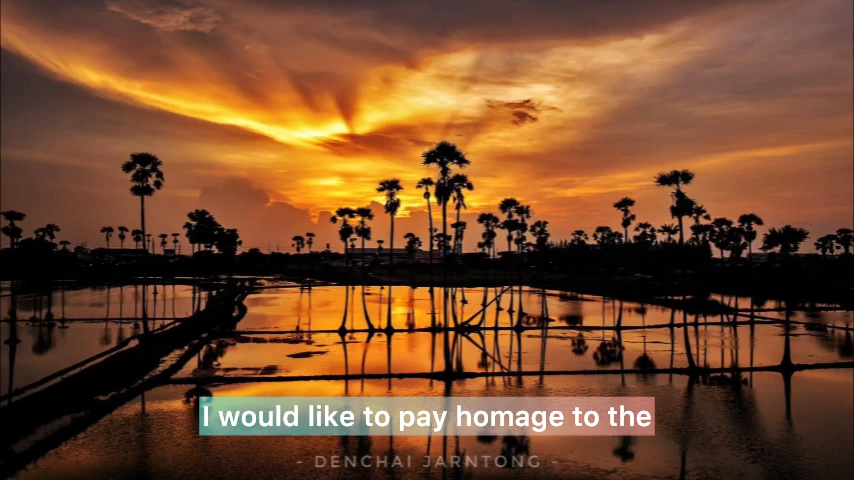 I would like to pay homage to the
- DENCHAI JARNTONG -